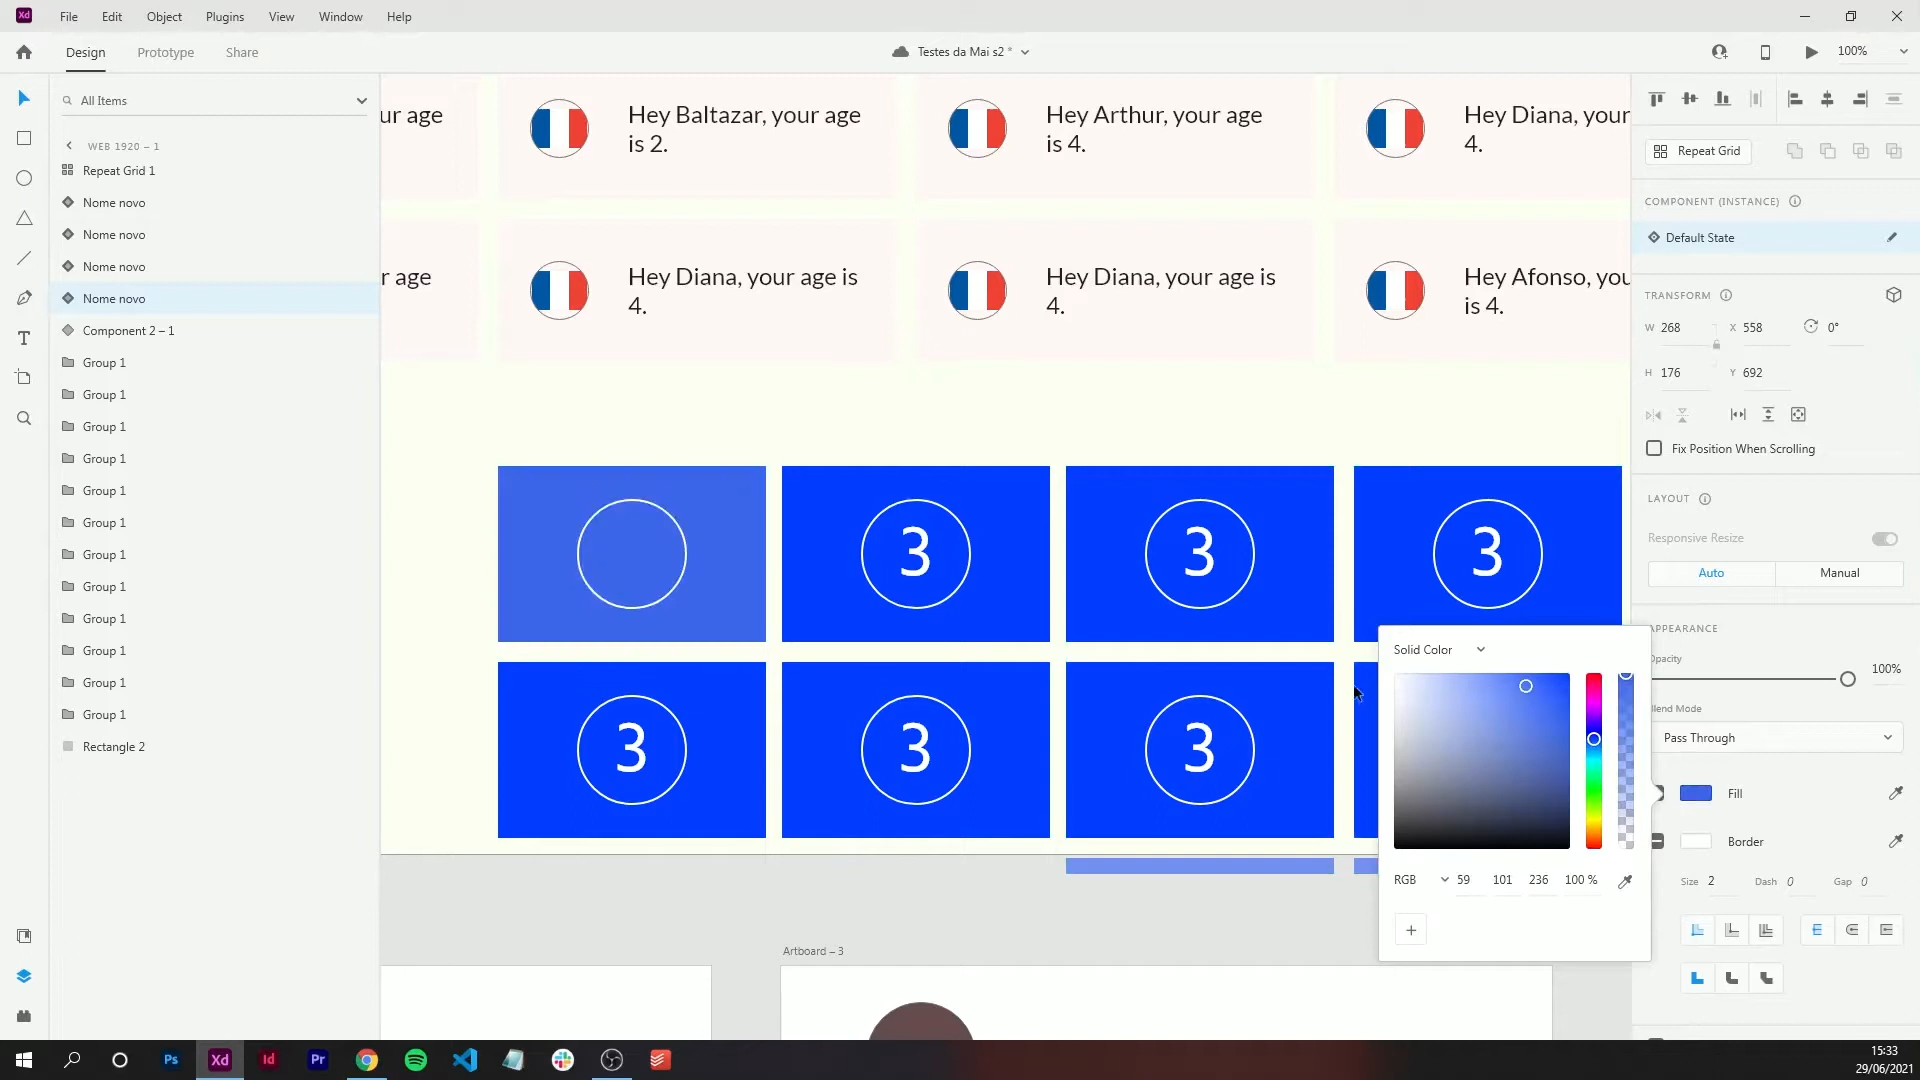 Xd File Edit Object Plugins View Window Help
Design Prototype Share
Testes da Mai s2 *
100%
All Items
WEB 1920 – 1
Repeat Grid 1
Nome novo
Nome novo
Nome novo
Nome novo
Component 2 – 1
Group 1
Group 1
Group 1
Group 1
Group 1
Group 1
Group 1
Group 1
Group 1
Group 1
Group 1
Group 1
Rectangle 2
ur age
Hey Baltazar, your age
is 2.
Hey Arthur, your age
is 4.
Hey Diana, your
4.
r age
Hey Diana, your age is
4.
Hey Diana, your age is
4.
Hey Afonso, you
is 4.
3 3 3
3 3 3
Artboard – 3
Solid Color
RGB 59 101 236 100 %
+
Repeat Grid
COMPONENT (INSTANCE)
Default State
TRANSFORM
W 268 X 558 0°
H 176 Y 692
Fix Position When Scrolling
LAYOUT
Responsive Resize
Auto Manual
APPEARANCE
Opacity
100%
Blend Mode
Pass Through
Fill
Border
Size 2 Dash 0 Gap 0
Ps Xd Id Pr
15:33
29/06/2021